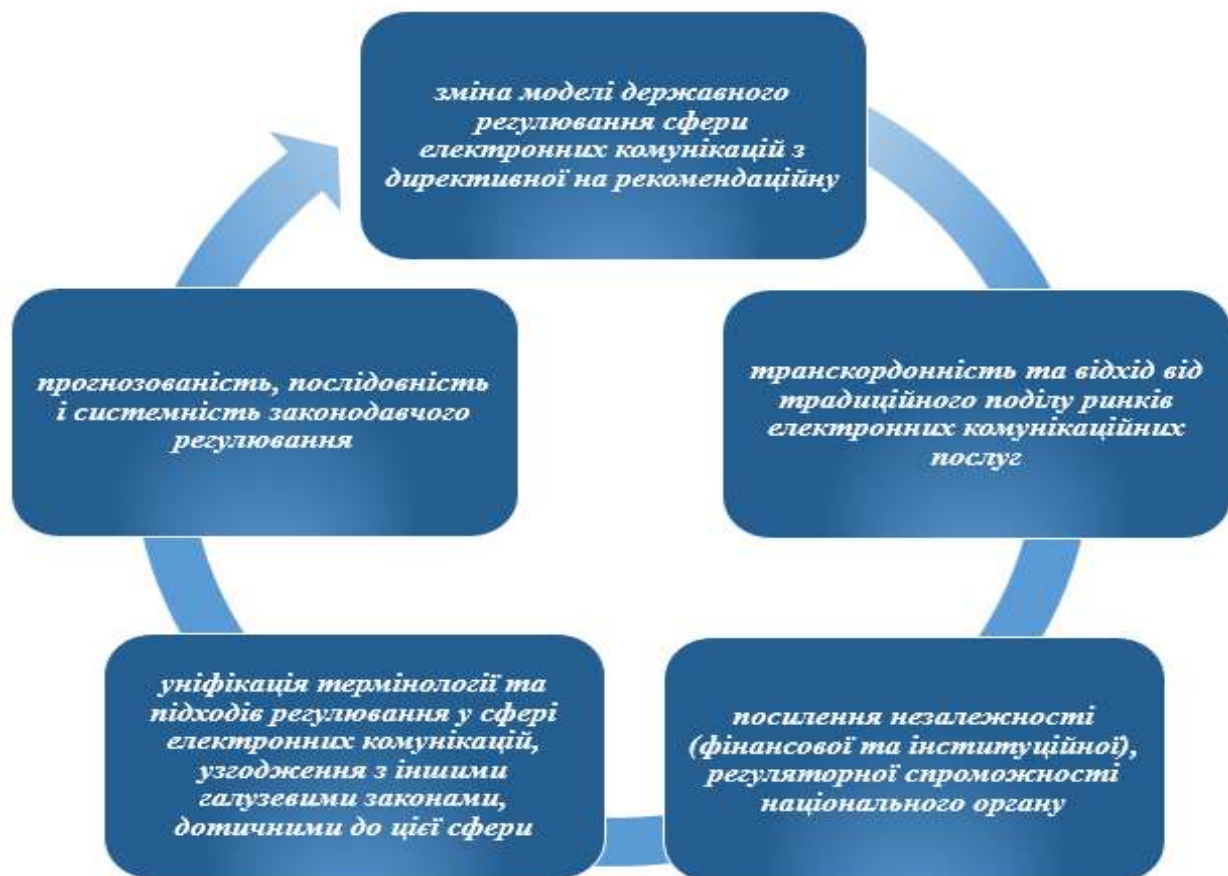 зміна моделі державного
регулювання сфери
електронних комунікацій з
директивної на рекомендаційну
транскордонність та відхід від
традиційного поділу ринків
електронних комунікаційних
послуг
посилення незалежності
(фінансової та інституційної),
регуляторної спроможності
національного органу
уніфікація термінології та
підходів регулювання у сфері
електронних комунікацій,
узгодження з іншими
галузевими законами,
дотичними до цієї сфери
прогнозованість, послідовність
і системність законодавчого
регулювання